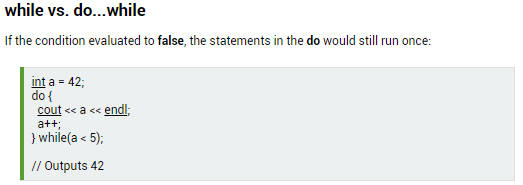 while vs. do...while
If the condition evaluated to false, the statements in the do would still run once:
int a = 42;
do {
cout << a << endl;
a++;
} while(a < 5);
// Outputs 42